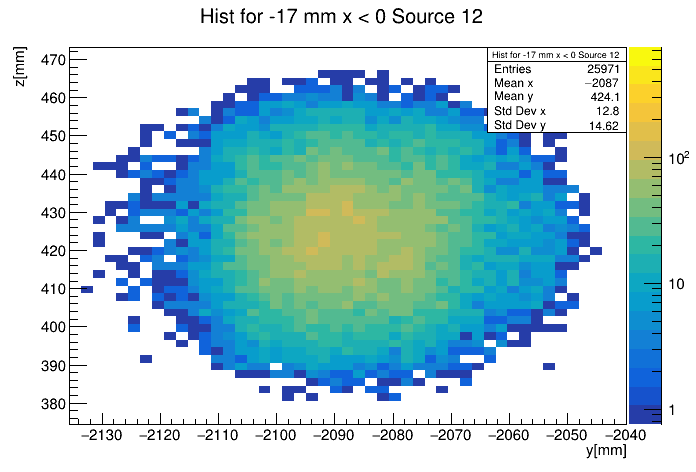 Hist for -17 mm x < 0 Source 12
z[mm]
470
460
450
440
430
420
410
400
390
380
Hist for -17 mm x < 0 Source 12
Entries 25971
Mean x −2087
Mean y 424.1
Std Dev x 12.8
Std Dev y 14.62
10²
10
1
−2130 −2120 −2110 −2100 −2090 −2080 −2070 −2060 −2050 −2040
y[mm]